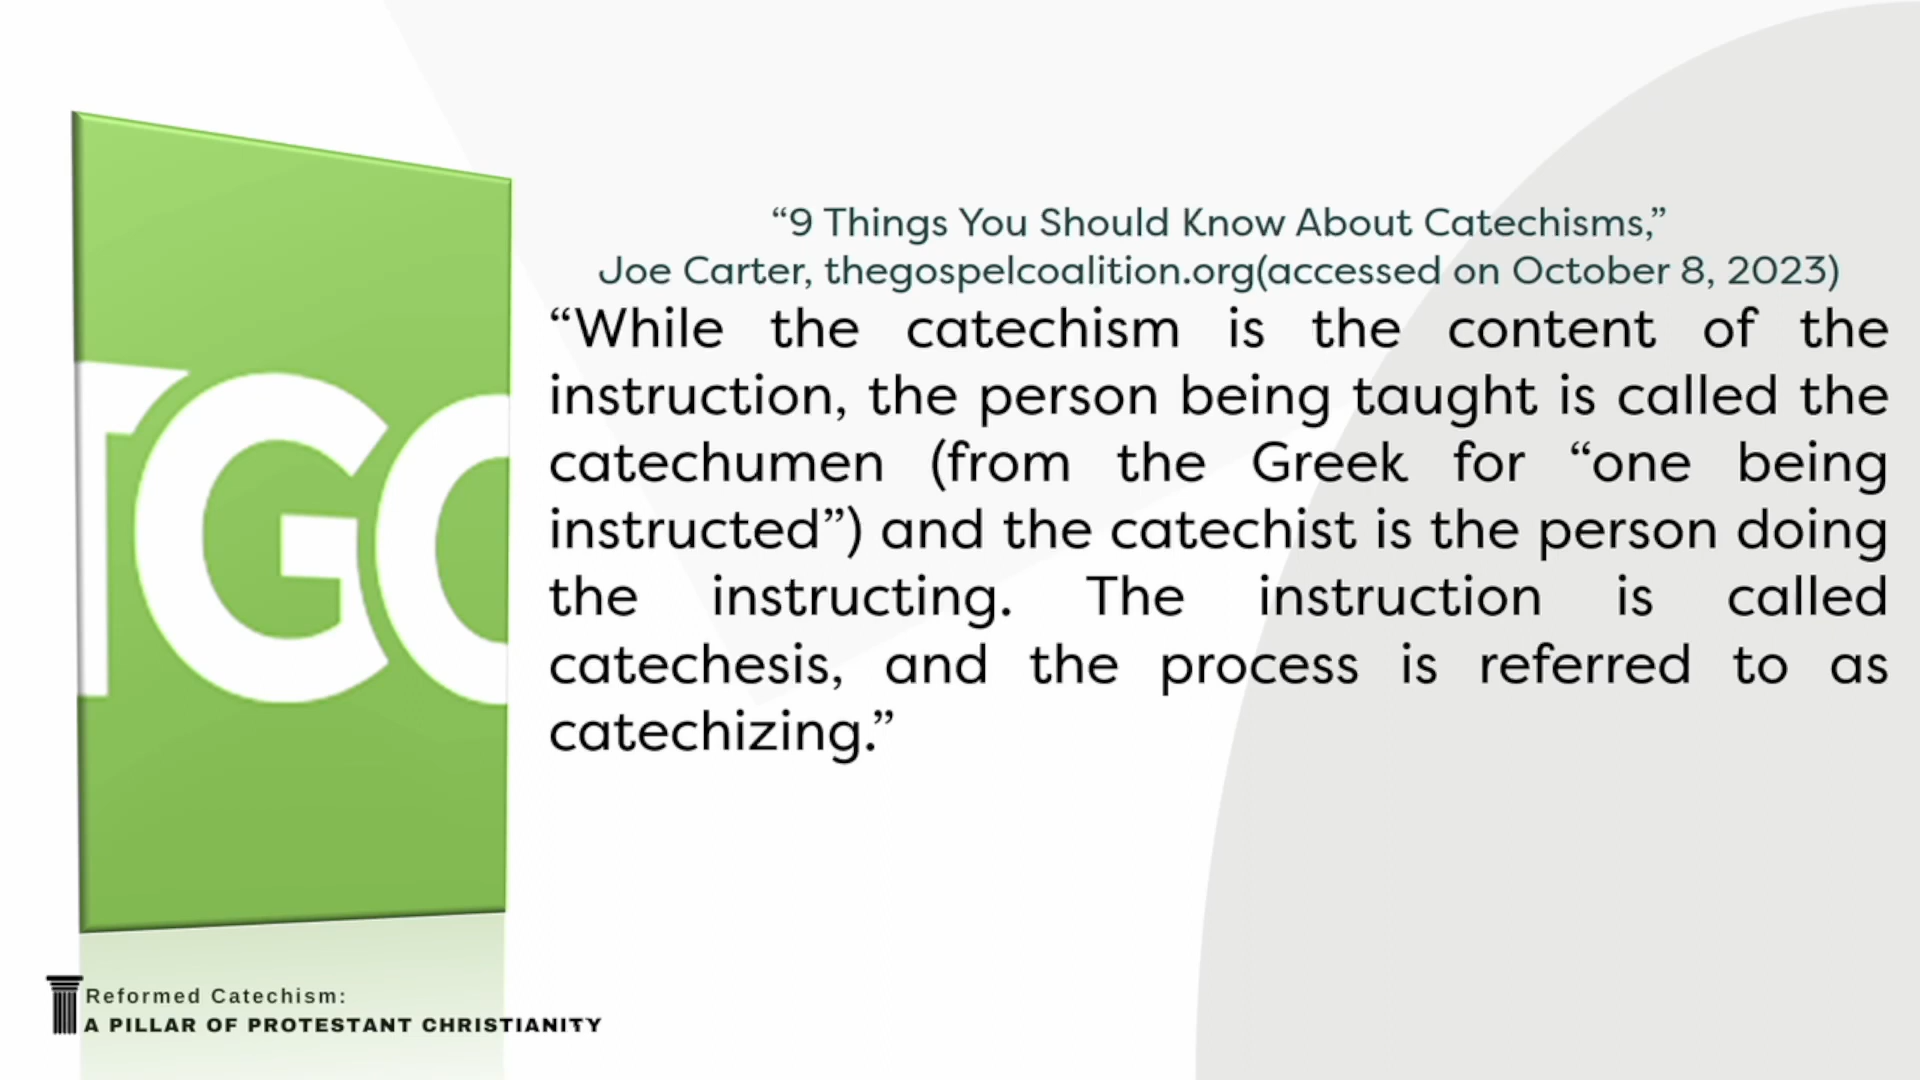 “9 Things You Should Know About Catechisms,”
Joe Carter, thegospelcoalition.org(accessed on October 8, 2023)
“While the catechism is the content of the
instruction, the person being taught is called the
catechumen (from the Greek for “one being
instructed”) and the catechist is the person doing
the instructing. The instruction is called
catechesis, and the process is referred to as
catechizing.”
TGC
Reformed Catechism:
A PILLAR OF PROTESTANT CHRISTIANITY